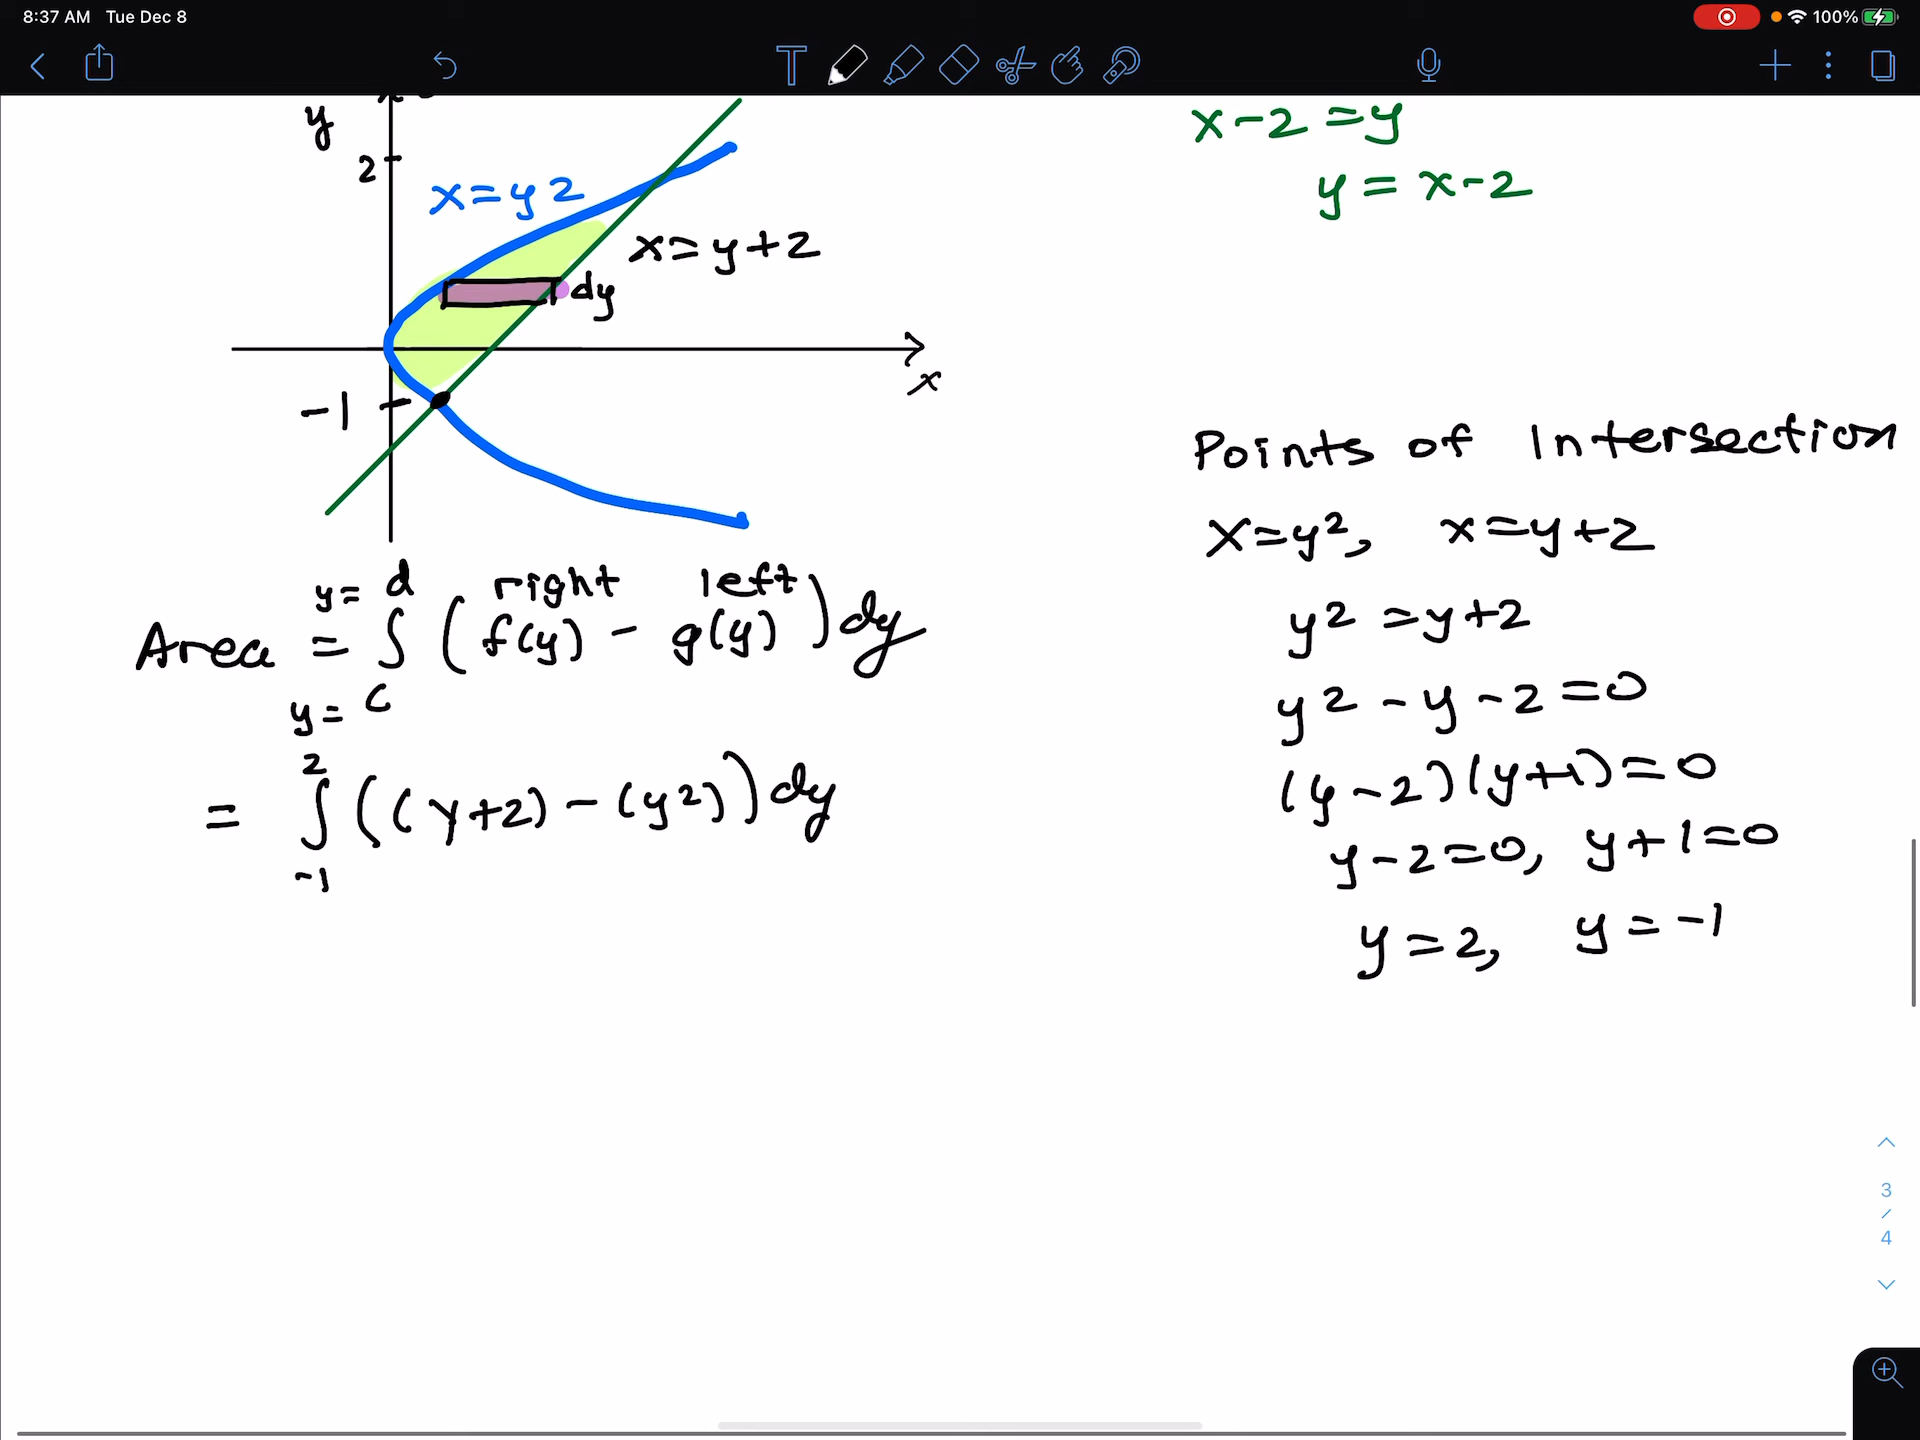 8:37 AM Tue Dec 8
100%
y
2
x=y2
x=y+2
dy
x
-1
x-2=y
y=x-2
Points of Intersection
x=y², x=y+2
y²=y+2
y²-y-2=0
(y-2)(y+1)=0
y-2=0, y+1=0
y=2, y=-1
y= d right left
Area = ∫ (f(y) - g(y))dy
y= c
2
= ∫((y+2)-(y²))dy
-1
3
/
4